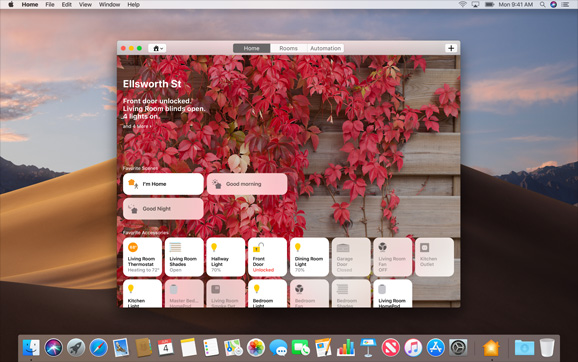 Home File Edit View Window Help
Mon 9:41 AM
Home Rooms Automation
Ellsworth St
Front door unlocked.
Living Room blinds open.
4 lights on.
and 4 more
Favorite Scenes
I'm Home
Good morning
Good Night
Favorite Accessories
Living Room
Thermostat
Heating to 72°
Living Room
Shades
Open
Hallway
Light
70%
Front
Door
Unlocked
Dining Room
Light
70%
Garage
Door
Closed
Living Room
Fan
OFF
Kitchen
Outlet
Kitchen
Light
Master Bed...
HomePod
Living Room
Bedroom
Light
Bedroom
Fan
Bedroom
Shades
Living Room
HomePod